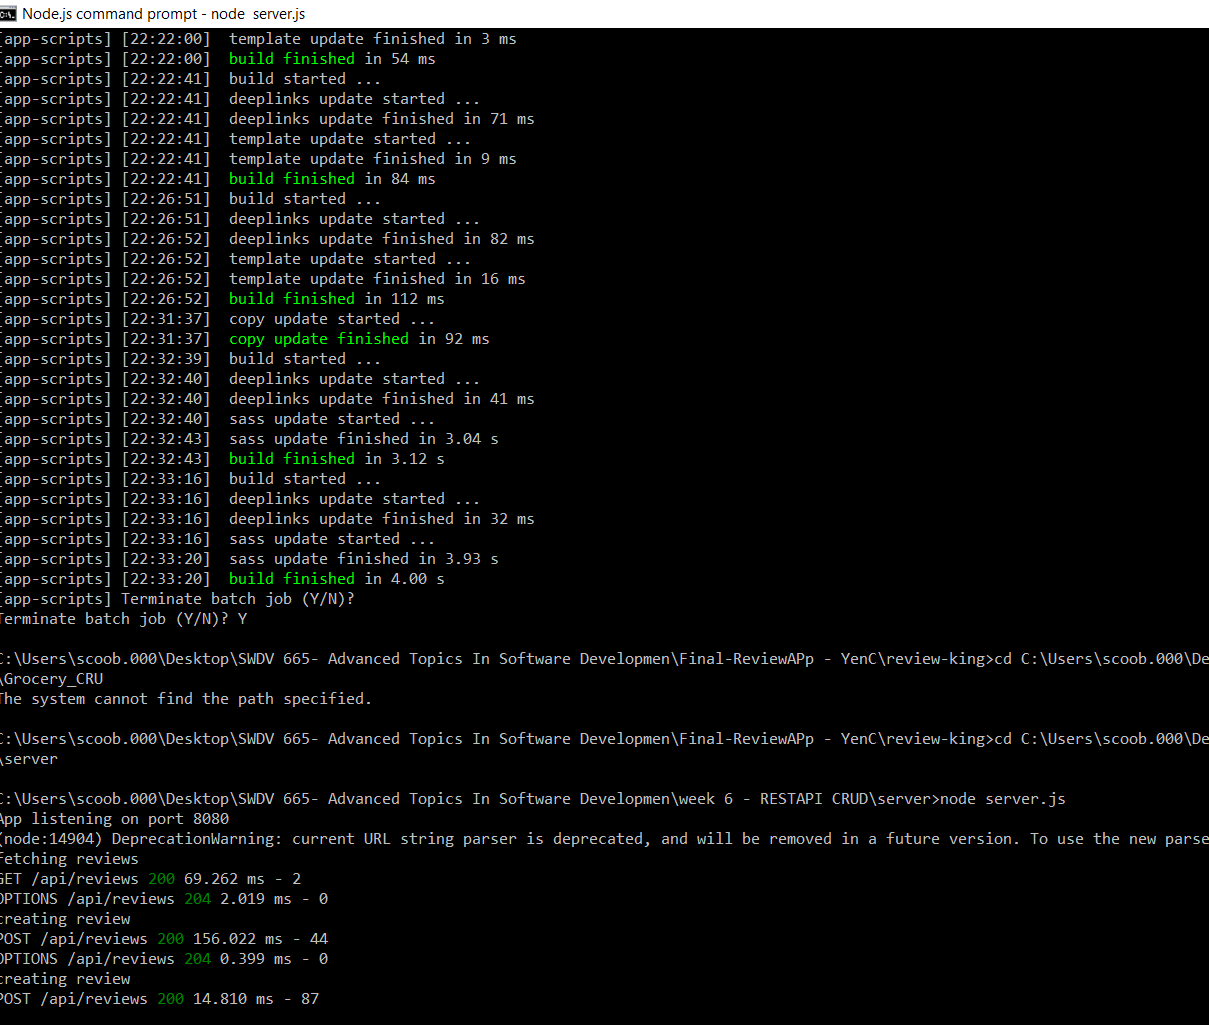 Node.js command prompt - node server.js
[app-scripts] [22:22:00] template update finished in 3 ms
[app-scripts] [22:22:00] build finished in 54 ms
[app-scripts] [22:22:41] build started ...
[app-scripts] [22:22:41] deeplinks update started ...
[app-scripts] [22:22:41] deeplinks update finished in 71 ms
[app-scripts] [22:22:41] template update started ...
[app-scripts] [22:22:41] template update finished in 9 ms
[app-scripts] [22:22:41] build finished in 84 ms
[app-scripts] [22:26:51] build started ...
[app-scripts] [22:26:51] deeplinks update started ...
[app-scripts] [22:26:52] deeplinks update finished in 82 ms
[app-scripts] [22:26:52] template update started ...
[app-scripts] [22:26:52] template update finished in 16 ms
[app-scripts] [22:26:52] build finished in 112 ms
[app-scripts] [22:31:37] copy update started ...
[app-scripts] [22:31:37] copy update finished in 92 ms
[app-scripts] [22:32:39] build started ...
[app-scripts] [22:32:40] deeplinks update started ...
[app-scripts] [22:32:40] deeplinks update finished in 41 ms
[app-scripts] [22:32:40] sass update started ...
[app-scripts] [22:32:43] sass update finished in 3.04 s
[app-scripts] [22:32:43] build finished in 3.12 s
[app-scripts] [22:33:16] build started ...
[app-scripts] [22:33:16] deeplinks update started ...
[app-scripts] [22:33:16] deeplinks update finished in 32 ms
[app-scripts] [22:33:16] sass update started ...
[app-scripts] [22:33:20] sass update finished in 3.93 s
[app-scripts] [22:33:20] build finished in 4.00 s
[app-scripts] Terminate batch job (Y/N)?
Terminate batch job (Y/N)? Y
C:\Users\scoob.000\Desktop\SWDV 665- Advanced Topics In Software Developmen\Final-ReviewAPp - YenC\review-king>cd C:\Users\scoob.000\De
\Grocery_CRU
The system cannot find the path specified.
C:\Users\scoob.000\Desktop\SWDV 665- Advanced Topics In Software Developmen\Final-ReviewAPp - YenC\review-king>cd C:\Users\scoob.000\De
\server
C:\Users\scoob.000\Desktop\SWDV 665- Advanced Topics In Software Developmen\week 6 - RESTAPI CRUD\server>node server.js
App listening on port 8080
(node:14904) DeprecationWarning: current URL string parser is deprecated, and will be removed in a future version. To use the new parse
fetching reviews
GET /api/reviews 200 69.262 ms - 2
OPTIONS /api/reviews 204 2.019 ms - 0
creating review
POST /api/reviews 200 156.022 ms - 44
OPTIONS /api/reviews 204 0.399 ms - 0
creating review
POST /api/reviews 200 14.810 ms - 87